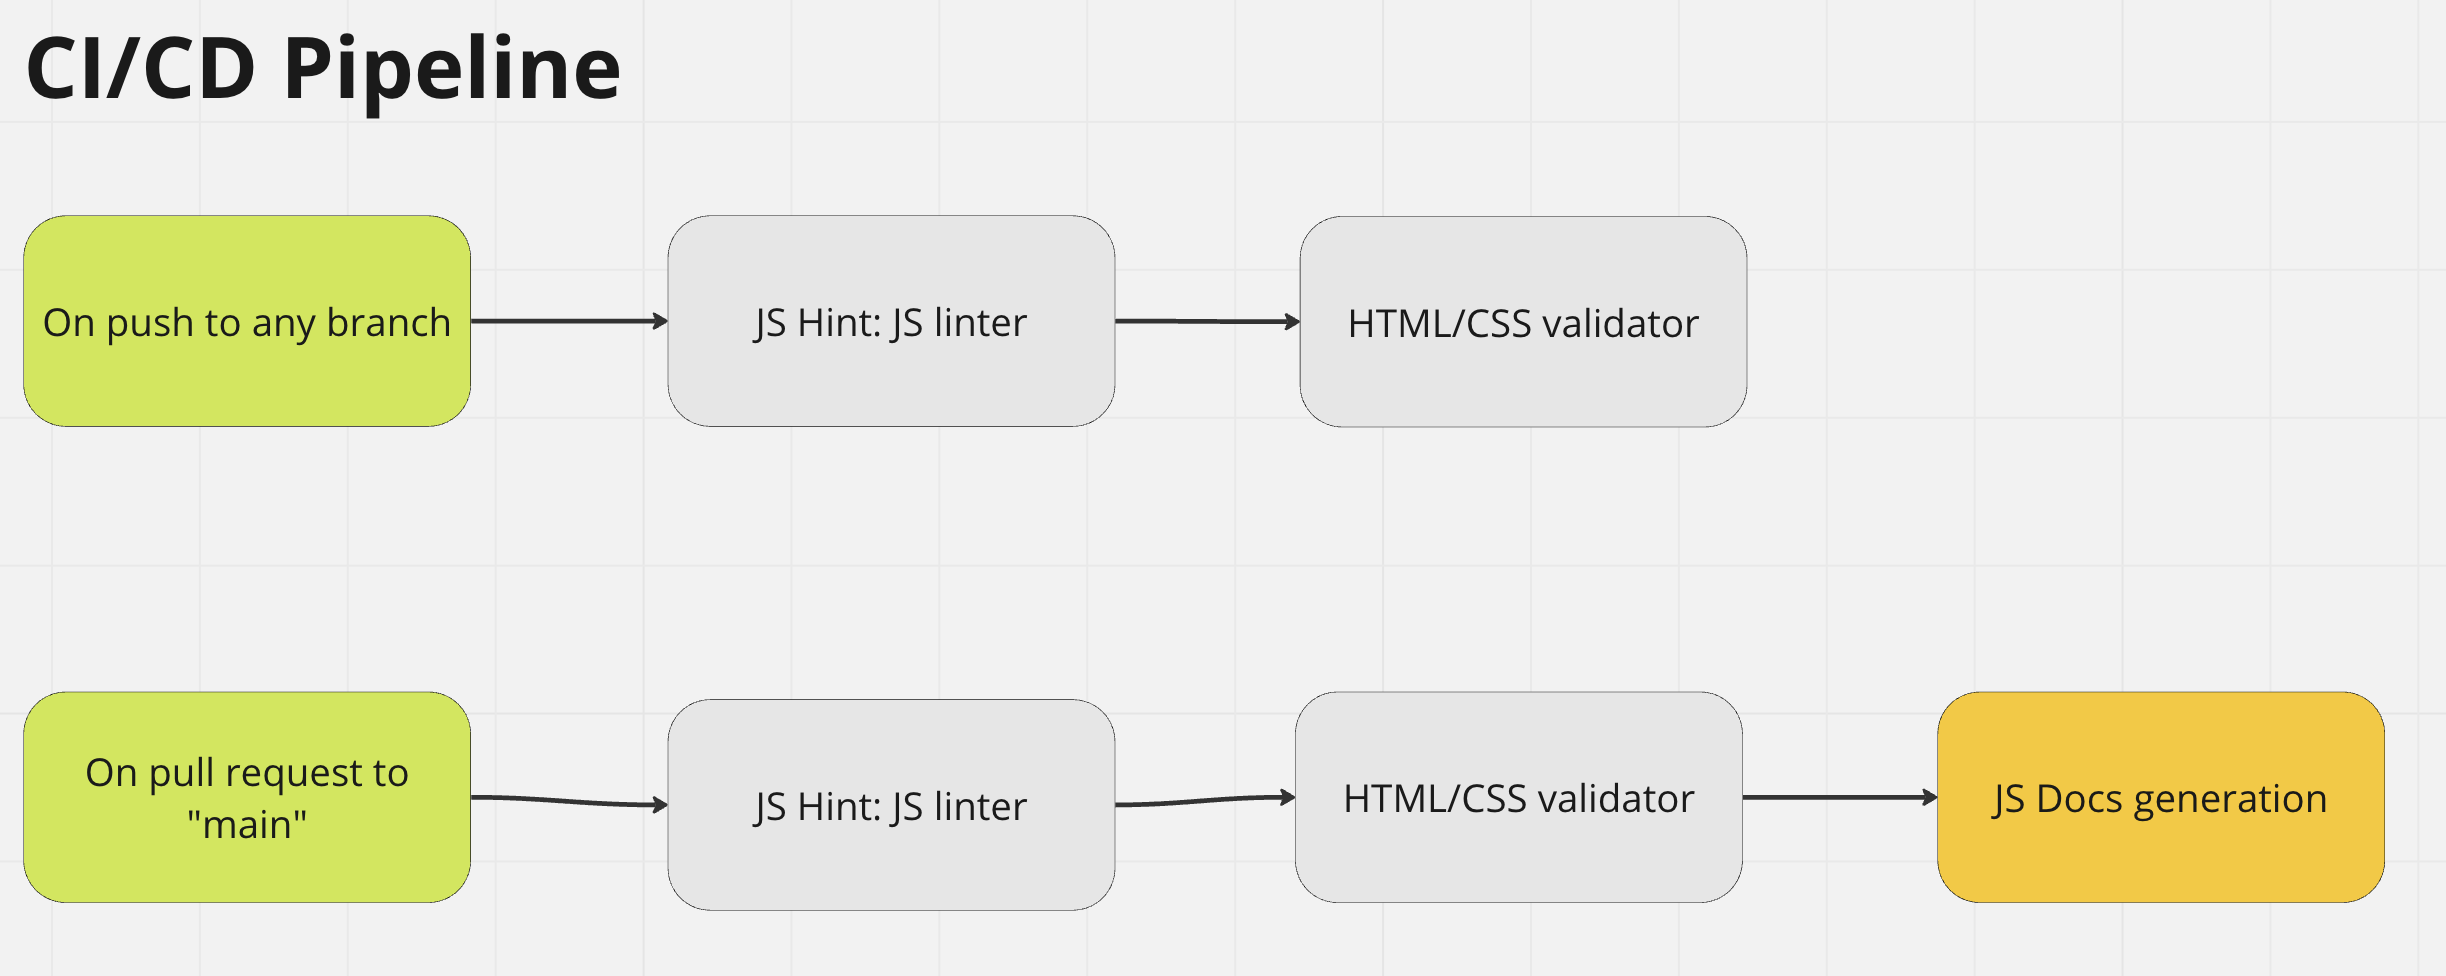 CI/CD Pipeline
On push to any branch
JS Hint: JS linter
HTML/CSS validator
On pull request to
"main"
JS Hint: JS linter
HTML/CSS validator
JS Docs generation